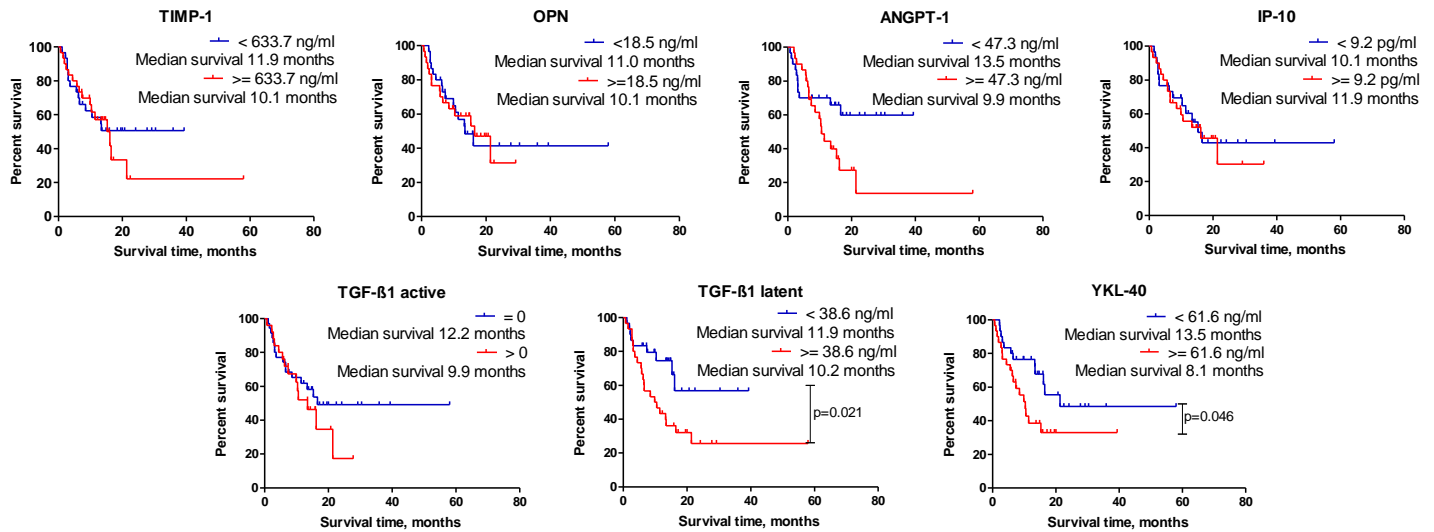 TIMP-1
< 633.7 ng/ml
Median survival 11.9 months
>= 633.7 ng/ml
Median survival 10.1 months
Percent survival
100
80
60
40
20
0
0 20 40 60 80
Survival time, months
OPN
<18.5 ng/ml
Median survival 11.0 months
>=18.5 ng/ml
Median survival 10.1 months
Percent survival
100
80
60
40
20
0
0 20 40 60 80
Survival time, months
ANGPT-1
< 47.3 ng/ml
Median survival 13.5 months
>= 47.3 ng/ml
Median survival 9.9 months
Percent survival
100
80
60
40
20
0
0 20 40 60 80
Survival time, months
IP-10
< 9.2 pg/ml
Median survival 10.1 months
>= 9.2 pg/ml
Median survival 11.9 months
Percent survival
100
80
60
40
20
0
0 20 40 60 80
Survival time, months
TGF-ß1 active
= 0
Median survival 12.2 months
> 0
Median survival 9.9 months
Percent survival
100
80
60
40
20
0
0 20 40 60 80
Survival time, months
TGF-ß1 latent
< 38.6 ng/ml
Median survival 11.9 months
>= 38.6 ng/ml
Median survival 10.2 months
p=0.021
Percent survival
100
80
60
40
20
0
0 20 40 60 80
Survival time, months
YKL-40
< 61.6 ng/ml
Median survival 13.5 months
>= 61.6 ng/ml
Median survival 8.1 months
p=0.046
Percent survival
100
80
60
40
20
0
0 20 40 60 80
Survival time, months